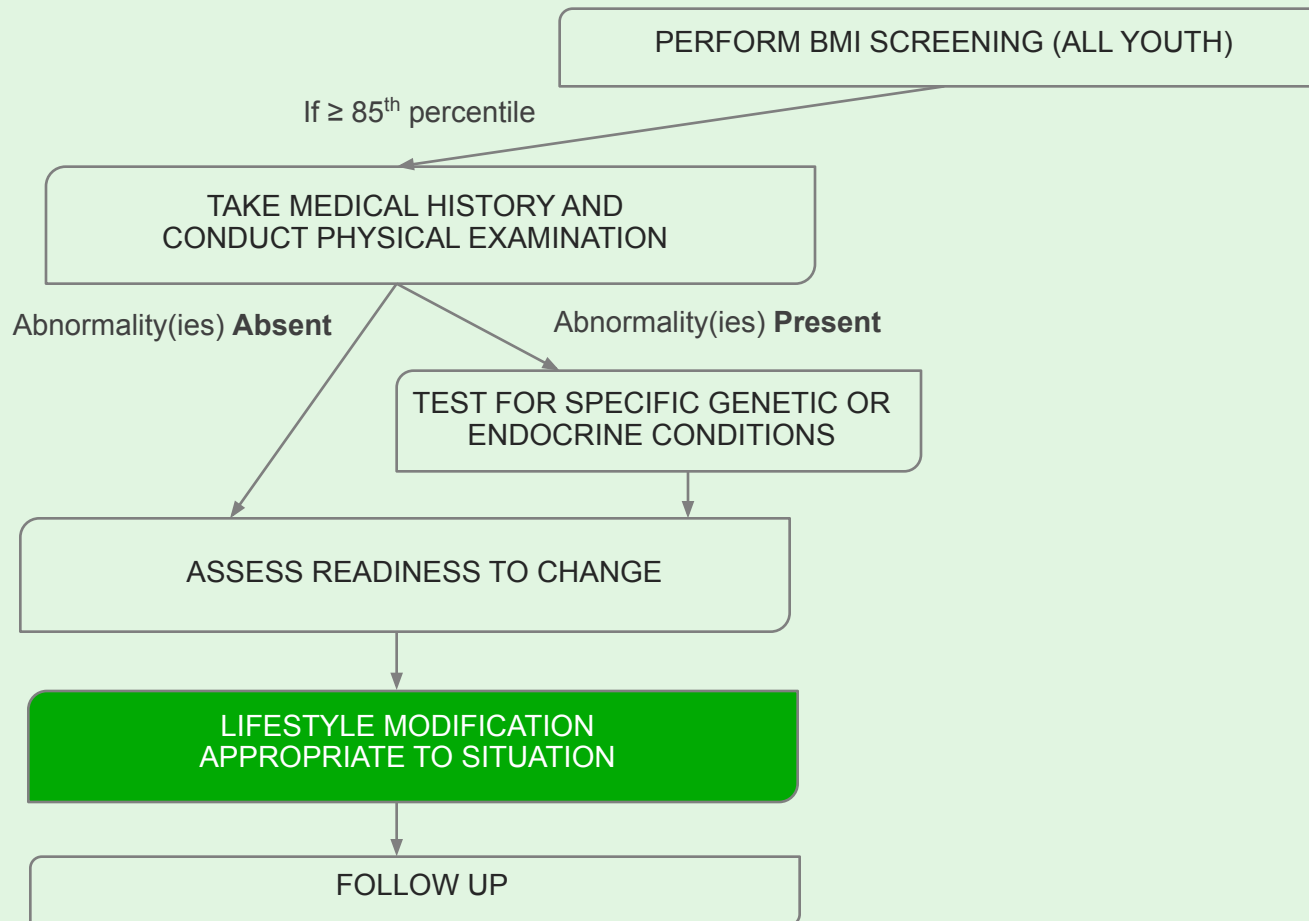 PERFORM BMI SCREENING (ALL YOUTH)
If ≥ 85th percentile
TAKE MEDICAL HISTORY AND
CONDUCT PHYSICAL EXAMINATION
Abnormality(ies) Absent
Abnormality(ies) Present
TEST FOR SPECIFIC GENETIC OR
ENDOCRINE CONDITIONS
ASSESS READINESS TO CHANGE
LIFESTYLE MODIFICATION
APPROPRIATE TO SITUATION
FOLLOW UP